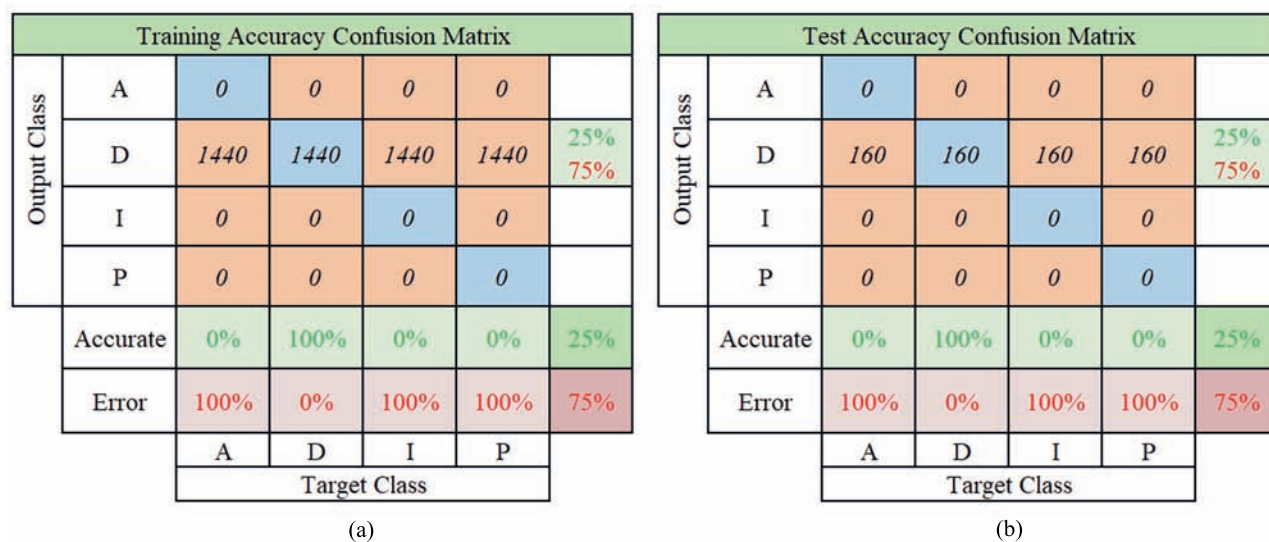 Training Accuracy Confusion Matrix
Output Class
A 0 0 0 0
D 1440 1440 1440 1440 25% 75%
I 0 0 0 0
P 0 0 0 0
Accurate 0% 100% 0% 0% 25%
Error 100% 0% 100% 100% 75%
A D I P
Target Class
(a)
Test Accuracy Confusion Matrix
Output Class
A 0 0 0 0
D 160 160 160 160 25% 75%
I 0 0 0 0
P 0 0 0 0
Accurate 0% 100% 0% 0% 25%
Error 100% 0% 100% 100% 75%
A D I P
Target Class
(b)